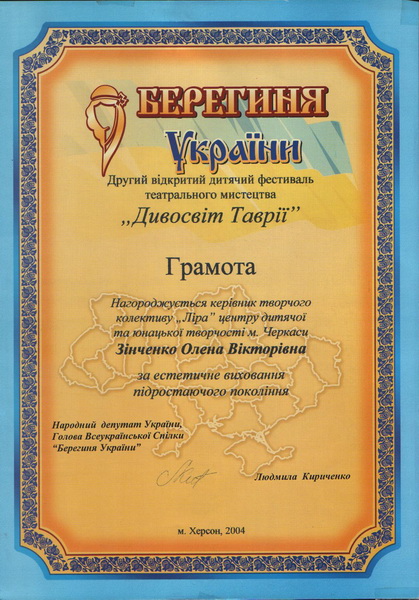 БЕРЕГИНЯ
України
Другий відкритий дитячий фестиваль
театрального мистецтва
,,Дивосвіт Таврії"
Грамота
Нагороджується керівник творчого
колективу „Ліра" центру дитячої
та юнацької творчості м. Черкаси
Зінченко Олена Вікторівна
за естетичне виховання
підростаючого покоління
Народний депутат України,
Голова Всеукраїнської Спілки
"Берегиня України"
Людмила Кириченко
м. Херсон, 2004